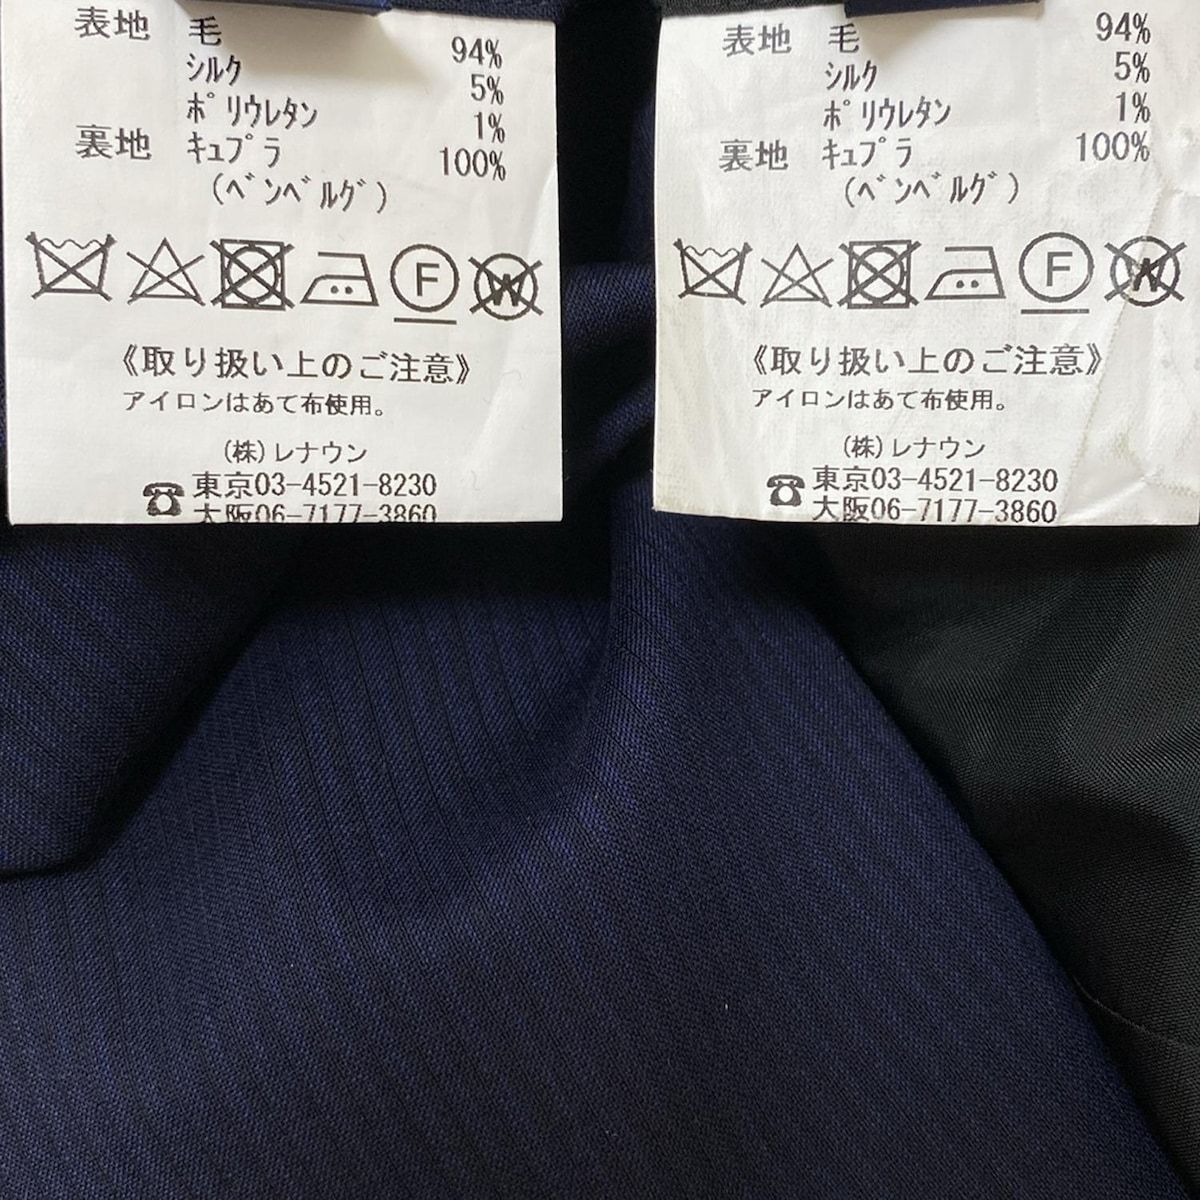 表地 毛 94%
シルク 5%
ポリウレタン 1%
裏地 キュプラ 100%
(ベンベルグ)
F
W
《取り扱い上のご注意》
アイロンはあて布使用。
(株)レナウン
☎東京03-4521-8230
大阪06-7177-3860
表地 毛 94%
シルク 5%
ポリウレタン 1%
裏地 キュプラ 100%
(ベンベルグ)
F
W
《取り扱い上のご注意》
アイロンはあて布使用。
(株)レナウン
☎東京03-4521-8230
大阪06-7177-3860